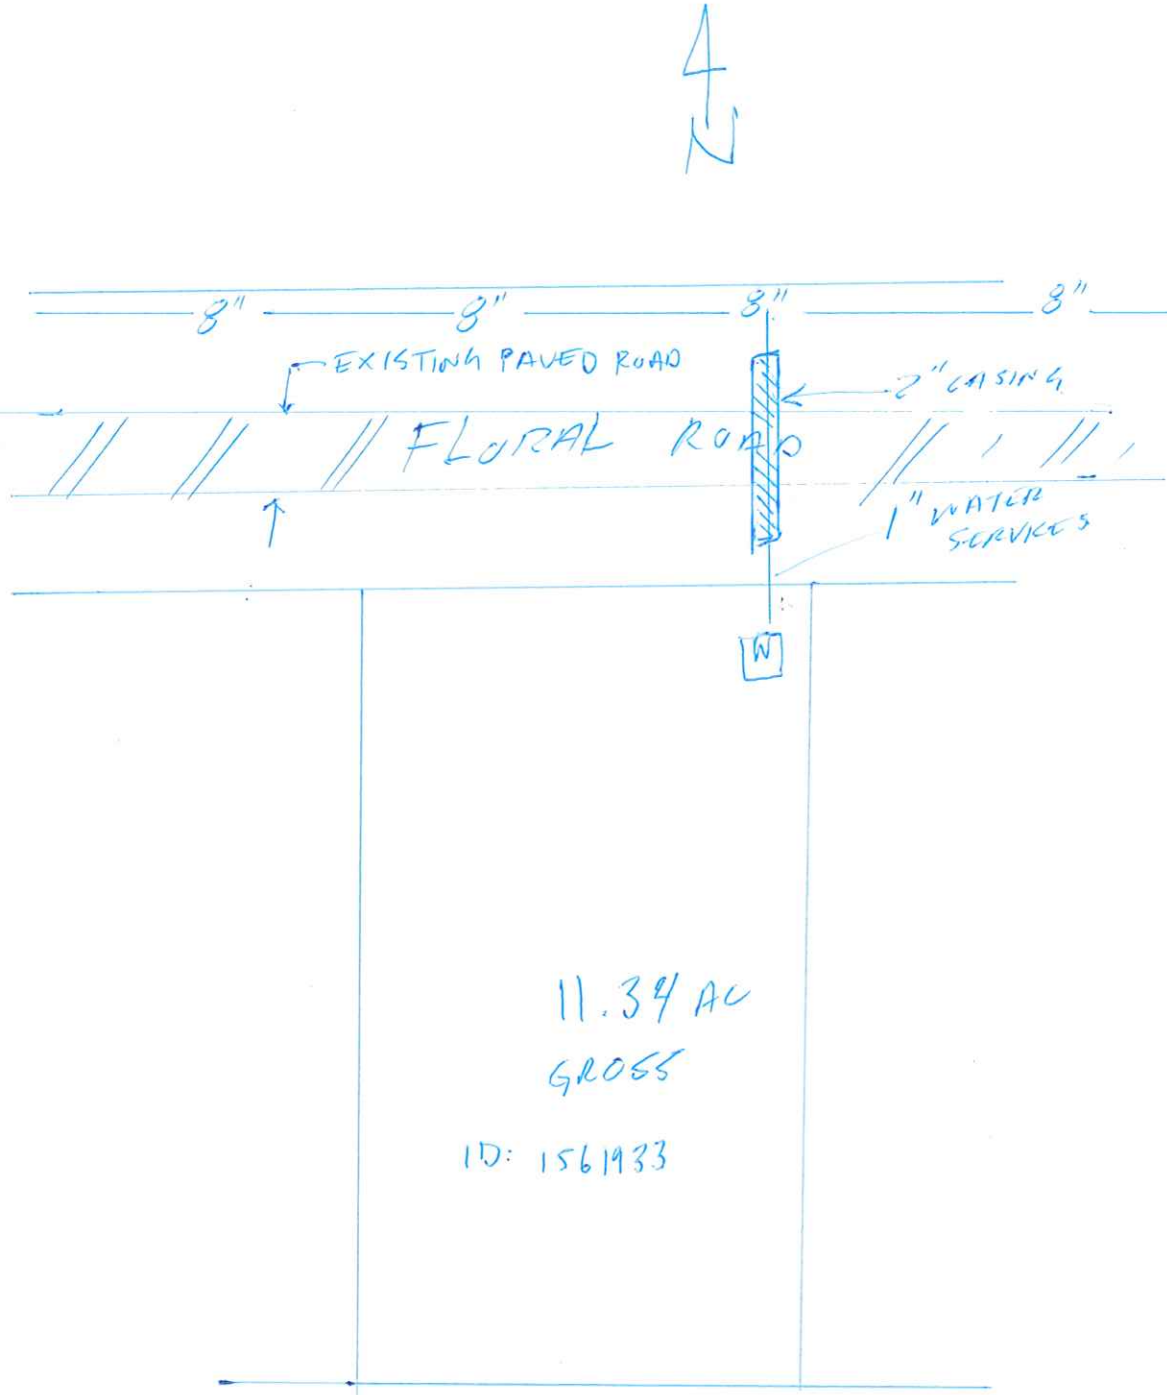 N
8" 8" 8" 8"
EXISTING PAVED ROAD
2" CASING
FLORAL ROAD
1" WATER
SERVICES
W
11.34 AC
GROSS
ID: 1561933